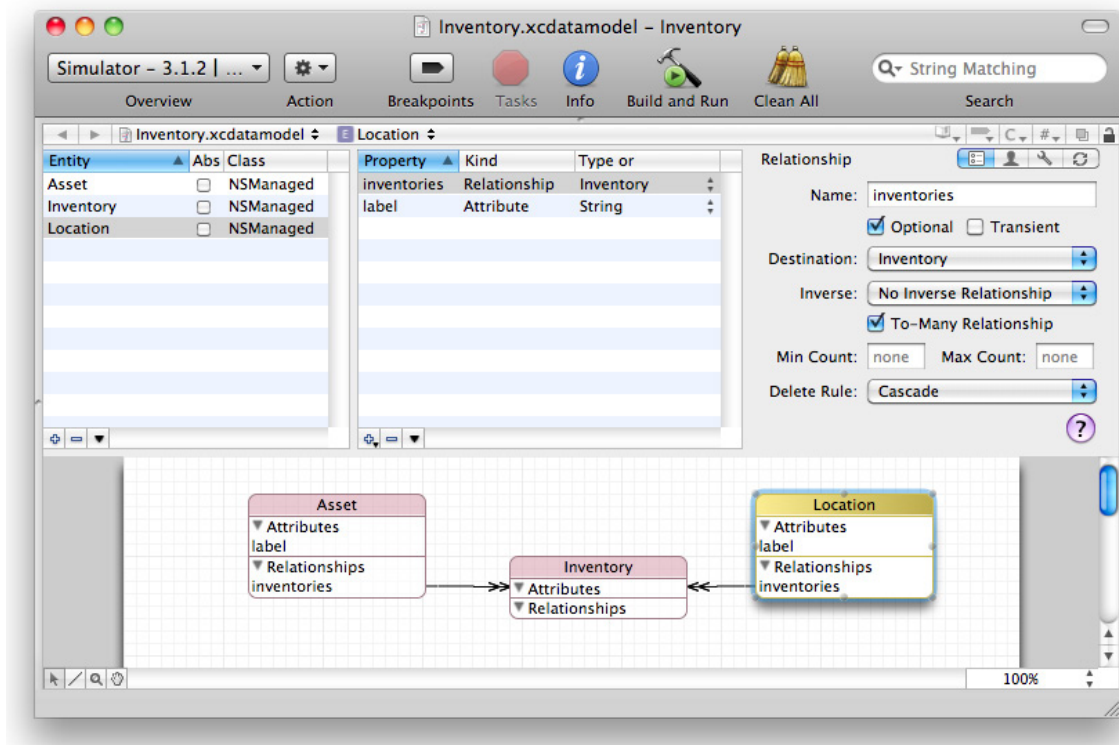 Inventory.xcdatamodel – Inventory
Simulator – 3.1.2 | ...
String Matching
Overview Action Breakpoints Tasks Info Build and Run Clean All Search
Inventory.xcdatamodel E Location C #
Entity Abs Class
Asset NSManaged
Inventory NSManaged
Location NSManaged
Property Kind Type or
inventories Relationship Inventory
label Attribute String
Relationship
Name: inventories
Optional Transient
Destination: Inventory
Inverse: No Inverse Relationship
To-Many Relationship
Min Count: none Max Count: none
Delete Rule: Cascade
?
Asset
Attributes
label
Relationships
inventories
Inventory
Attributes
Relationships
Location
Attributes
label
Relationships
inventories
100%